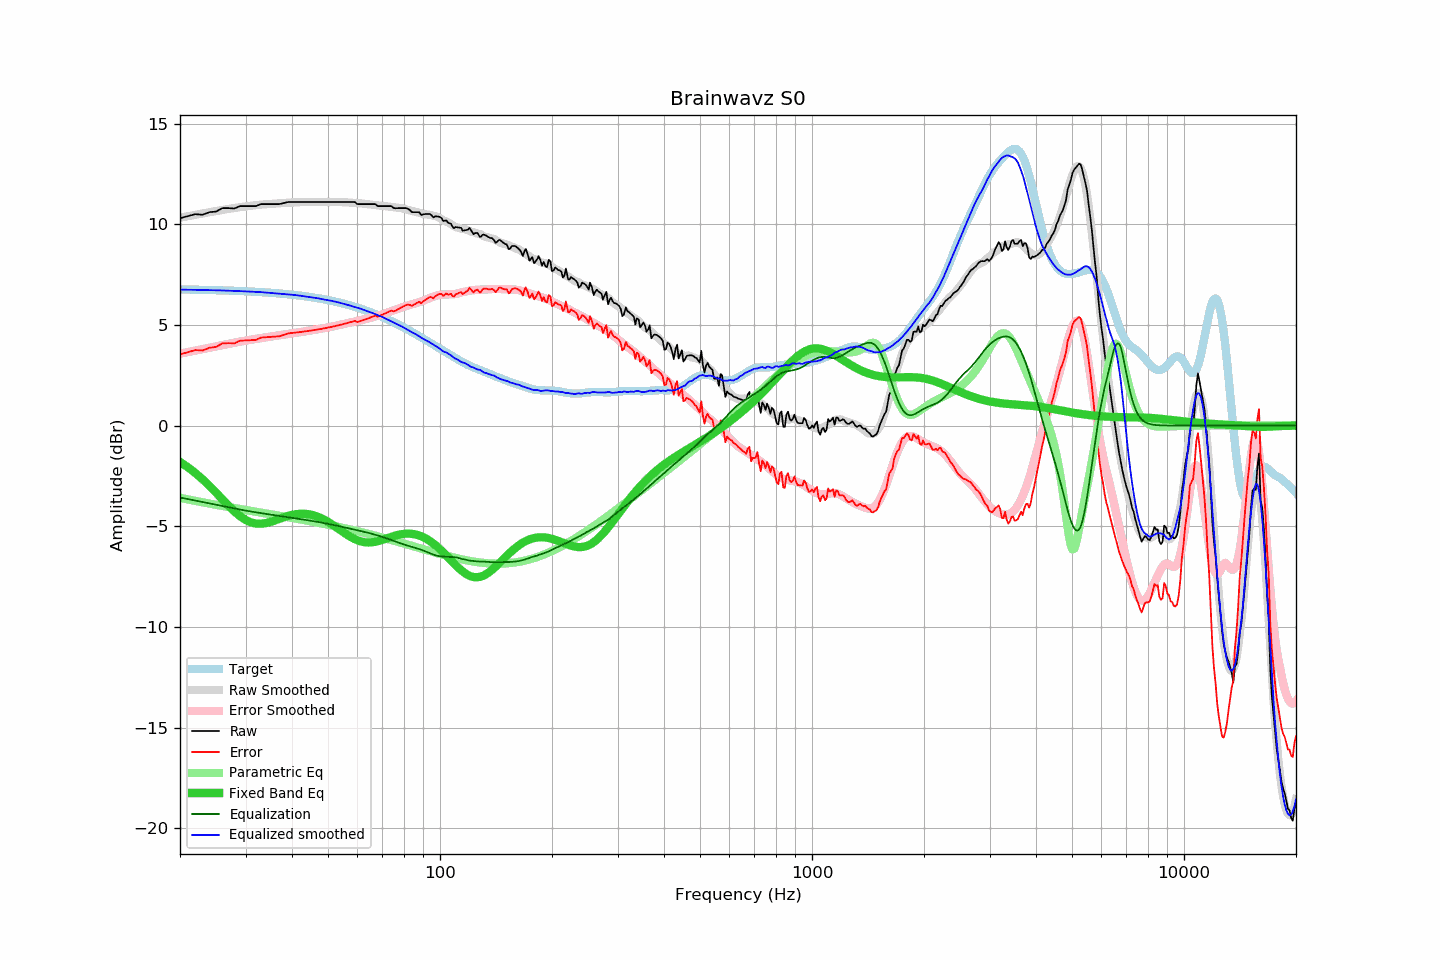 Brainwavz S0
Amplitude (dBr)
15
10
5
0
−5
−10
−15
−20
Target
Raw Smoothed
Error Smoothed
Raw
Error
Parametric Eq
Fixed Band Eq
Equalization
Equalized smoothed
100
1000
10000
Frequency (Hz)